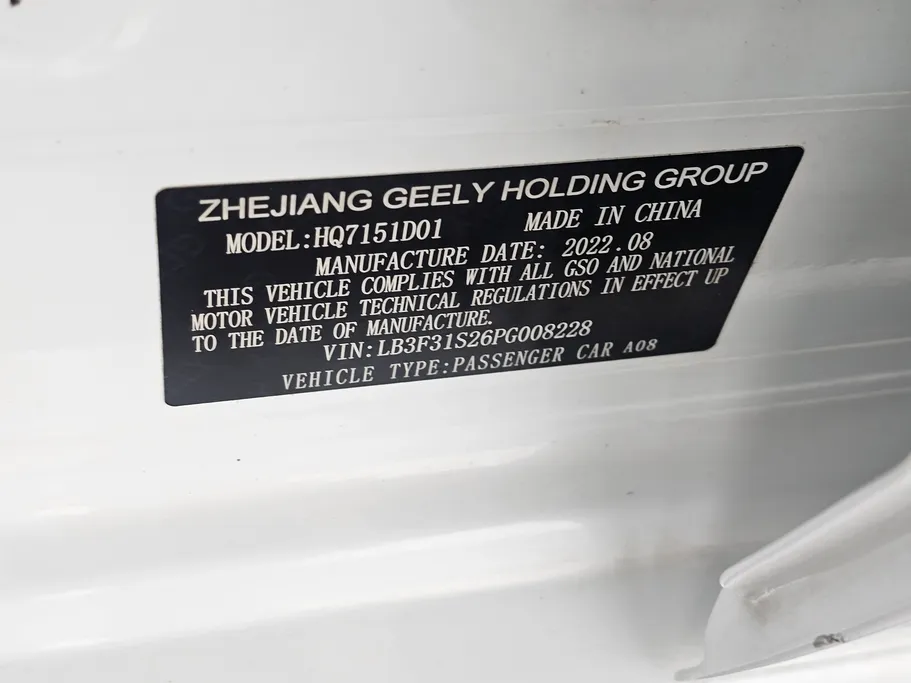 ZHEJIANG GEELY HOLDING GROUP
MODEL:HQ7151D01 MADE IN CHINA
MANUFACTURE DATE: 2022.08
THIS VEHICLE COMPLIES WITH ALL GSO AND NATIONAL
MOTOR VEHICLE TECHNICAL REGULATIONS IN EFFECT UP
TO THE DATE OF MANUFACTURE.
VIN:LB3F31S26PG008228
VEHICLE TYPE:PASSENGER CAR A08